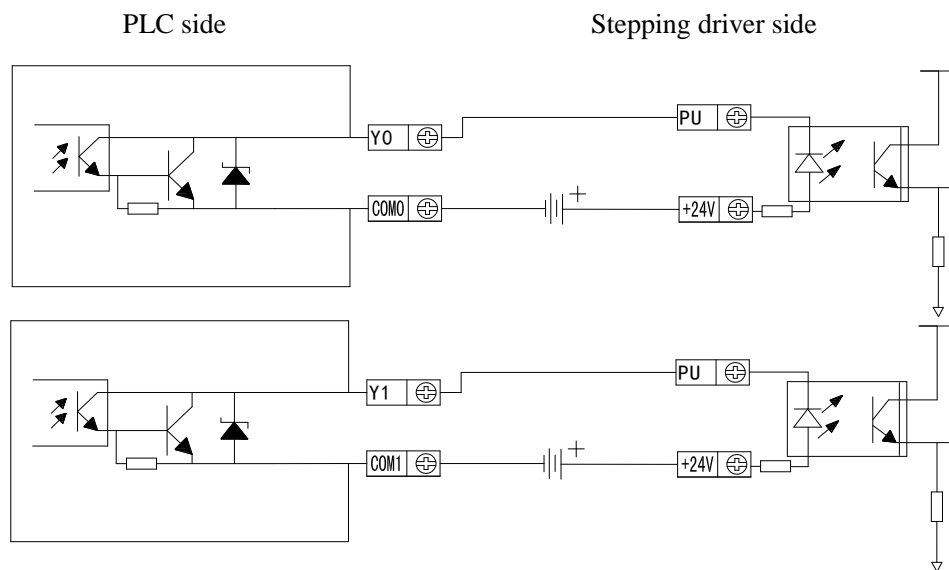 PLC side
Stepping driver side
Y0
PU
COM0
+
+24V
Y1
PU
COM1
+
+24V